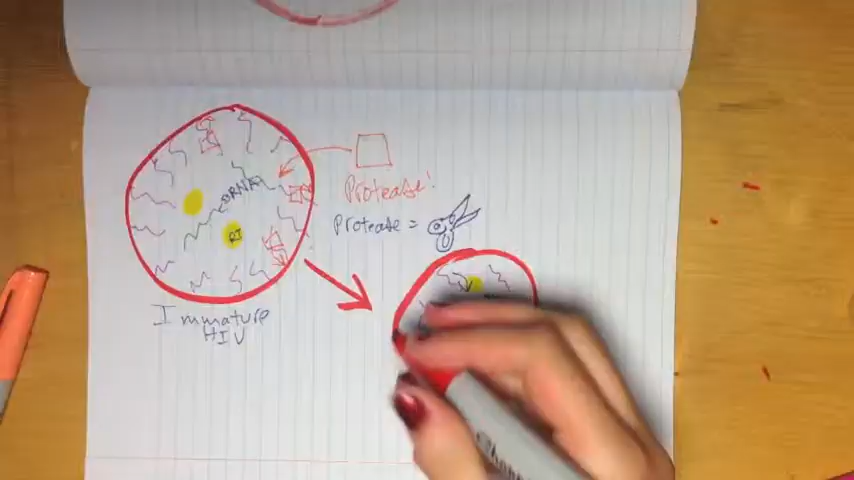 RNA
RT
Protease!
Protease =
Immature
HIV